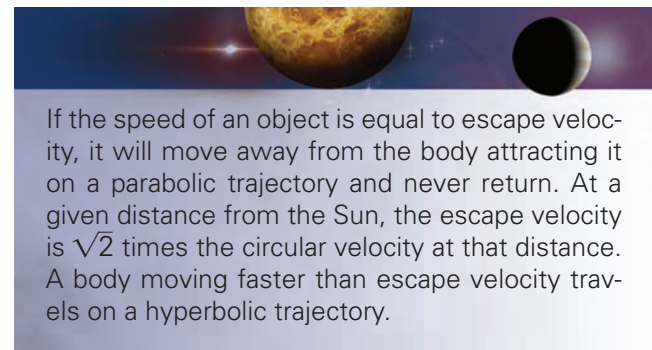 If the speed of an object is equal to escape veloc-
ity, it will move away from the body attracting it
on a parabolic trajectory and never return. At a
given distance from the Sun, the escape velocity
is √2 times the circular velocity at that distance.
A body moving faster than escape velocity trav-
els on a hyperbolic trajectory.